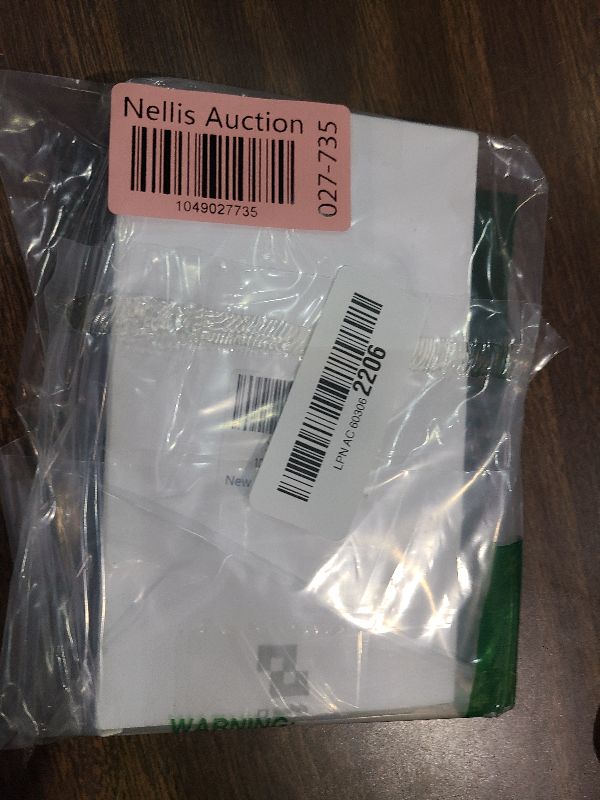 Nellis Auction
1049027735
027-735
LPN AC 60306 2206
New
WARNING: